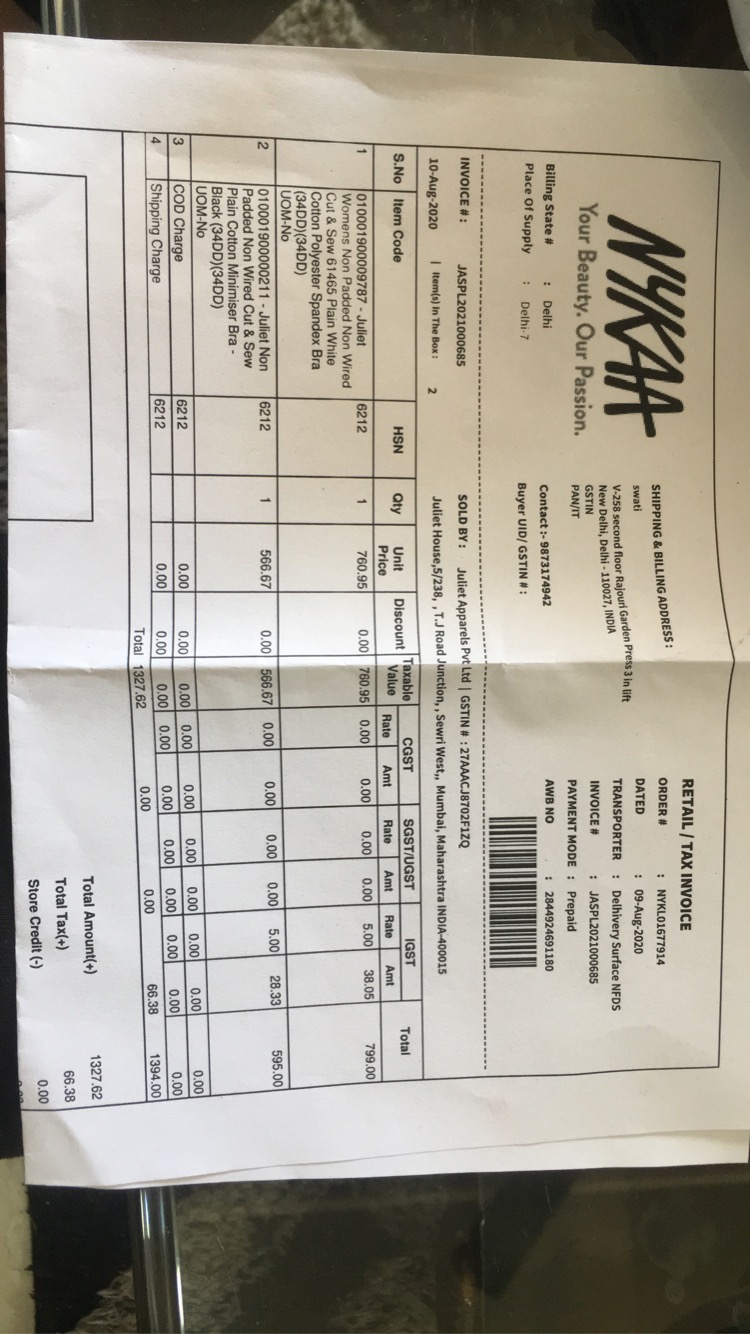 NYKAA
Your Beauty. Our Passion.
Billing State # : Delhi
Place Of Supply : Delhi-7
SHIPPING & BILLING ADDRESS :
swati
V-258 second floor Rajouri Garden Press 3 in lift
New Delhi, Delhi - 110027, INDIA
GSTIN
PAN/IT
Contact :- 9873174942
Buyer UID/ GSTIN # :
RETAIL / TAX INVOICE
ORDER # : NYKL01677914
DATED : 09-Aug-2020
TRANSPORTER : Delhivery Surface NFDS
INVOICE # : JASPL2021000685
PAYMENT MODE : Prepaid
AWB NO : 2844924691180
INVOICE # : JASPL2021000685
SOLD BY : Juliet Apparels Pvt Ltd | GSTIN # : 27AAACJ8702F1ZQ
10-Aug-2020 | Item(s) In The Box : 2
Juliet House,5/238, , T.J Road Junction, , Sewri West,, Mumbai, Maharashtra INDIA-400015
S.No Item Code HSN Qty Unit Price Discount Taxable Value CGST SGST/UGST IGST Total
Rate Amt Rate Amt Rate Amt
1 010001900009787 - Juliet 6212 1 760.95 0.00 760.95 0.00 0.00 0.00 0.00 5.00 38.05 799.00
Womens Non Padded Non Wired
Cut & Sew 61465 Plain White
Cotton Polyester Spandex Bra
(34DD)(34DD)
UOM-No
2 010001900000211 - Juliet Non 6212 1 566.67 0.00 566.67 0.00 0.00 0.00 0.00 5.00 28.33 595.00
Padded Non Wired Cut & Sew
Plain Cotton Minimiser Bra -
Black (34DD)(34DD)
UOM-No
3 COD Charge 6212 0.00 0.00 0.00 0.00 0.00 0.00 0.00 0.00 0.00 0.00
4 Shipping Charge 6212 0.00 0.00 0.00 0.00 0.00 0.00 0.00 0.00 0.00 0.00
Total 1327.62 0.00 0.00 66.38 1394.00
Total Amount(+) 1327.62
Total Tax(+) 66.38
Store Credit (-) 0.00